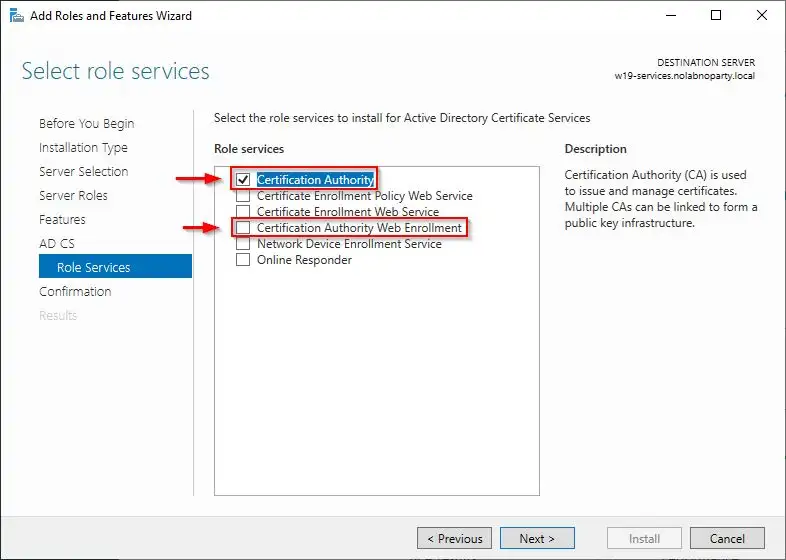 Add Roles and Features Wizard
Select role services
DESTINATION SERVER
w19-services.nolabnoparty.local
Before You Begin
Installation Type
Server Selection
Server Roles
Features
AD CS
Role Services
Confirmation
Results
Select the role services to install for Active Directory Certificate Services
Role services
Certification Authority
Certificate Enrollment Policy Web Service
Certificate Enrollment Web Service
Certification Authority Web Enrollment
Network Device Enrollment Service
Online Responder
Description
Certification Authority (CA) is used
to issue and manage certificates.
Multiple CAs can be linked to form a
public key infrastructure.
< Previous
Next >
Install
Cancel